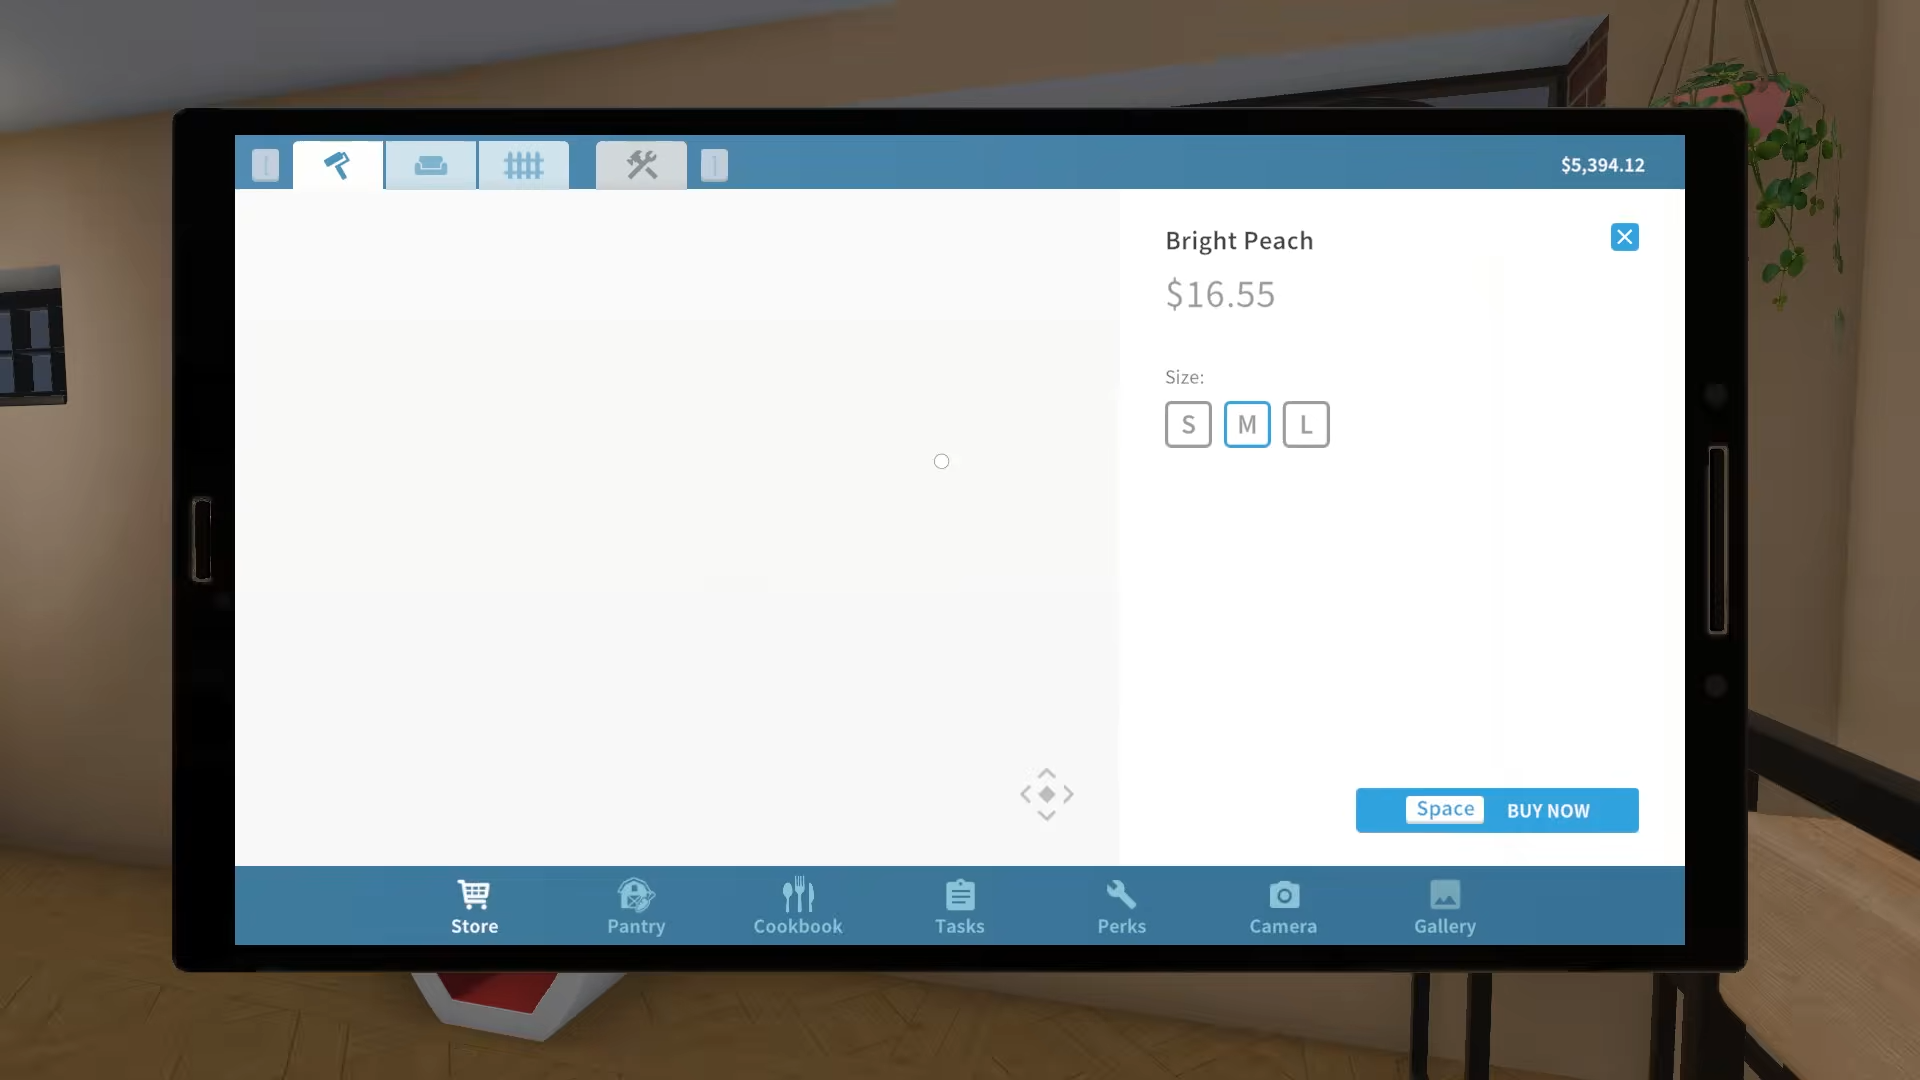 $5,394.12
Bright Peach
$16.55
Size:
S M L
Space BUY NOW
Store Pantry Cookbook Tasks Perks Camera Gallery